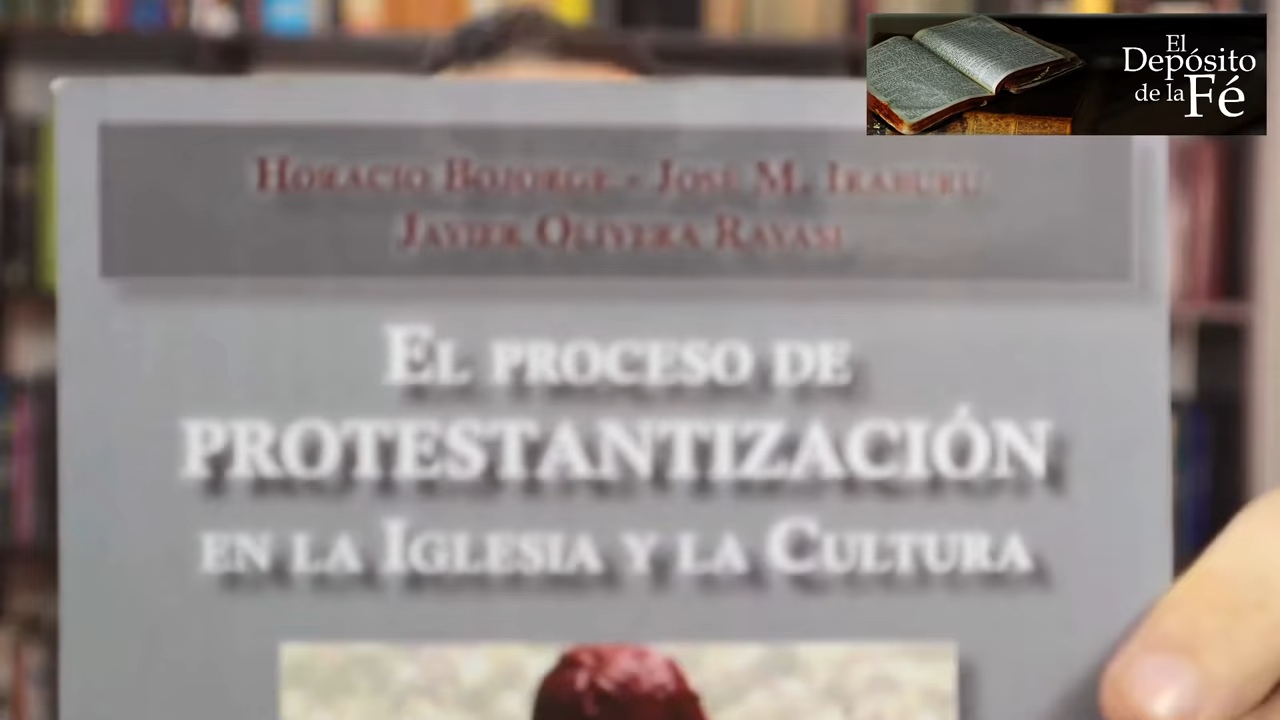 El
Depósito
de la Fé
HORACIO BOJORGE - JOSÉ M. IRABURU
JAVIER OLIVERA RAVASI
EL PROCESO DE
PROTESTANTIZACIÓN
EN LA IGLESIA Y LA CULTURA